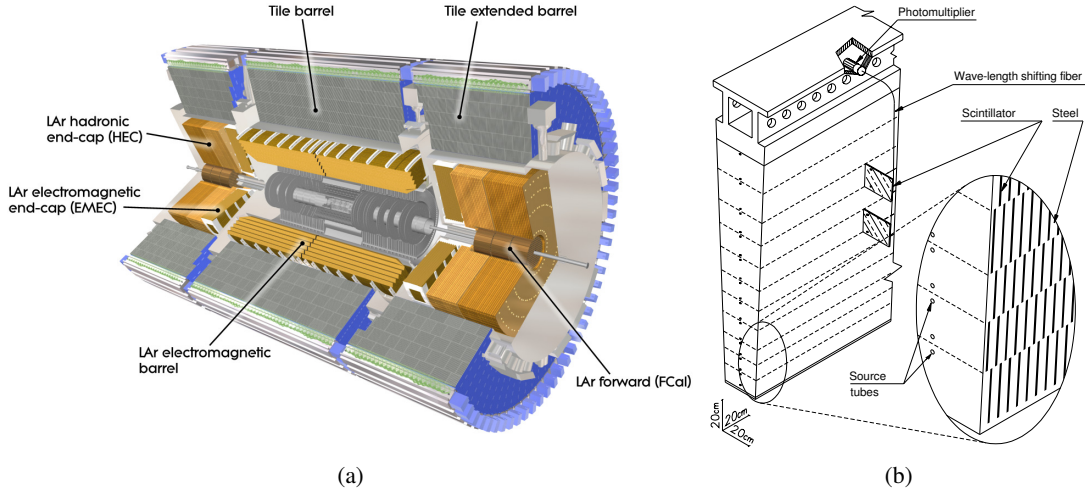 Tile barrel
Tile extended barrel
LAr hadronic
end-cap (HEC)
LAr electromagnetic
end-cap (EMEC)
LAr electromagnetic
barrel
LAr forward (FCal)
(a)
Photomultiplier
Wave-length shifting fiber
Scintillator
Steel
Source
tubes
20cm
20cm
20cm
(b)